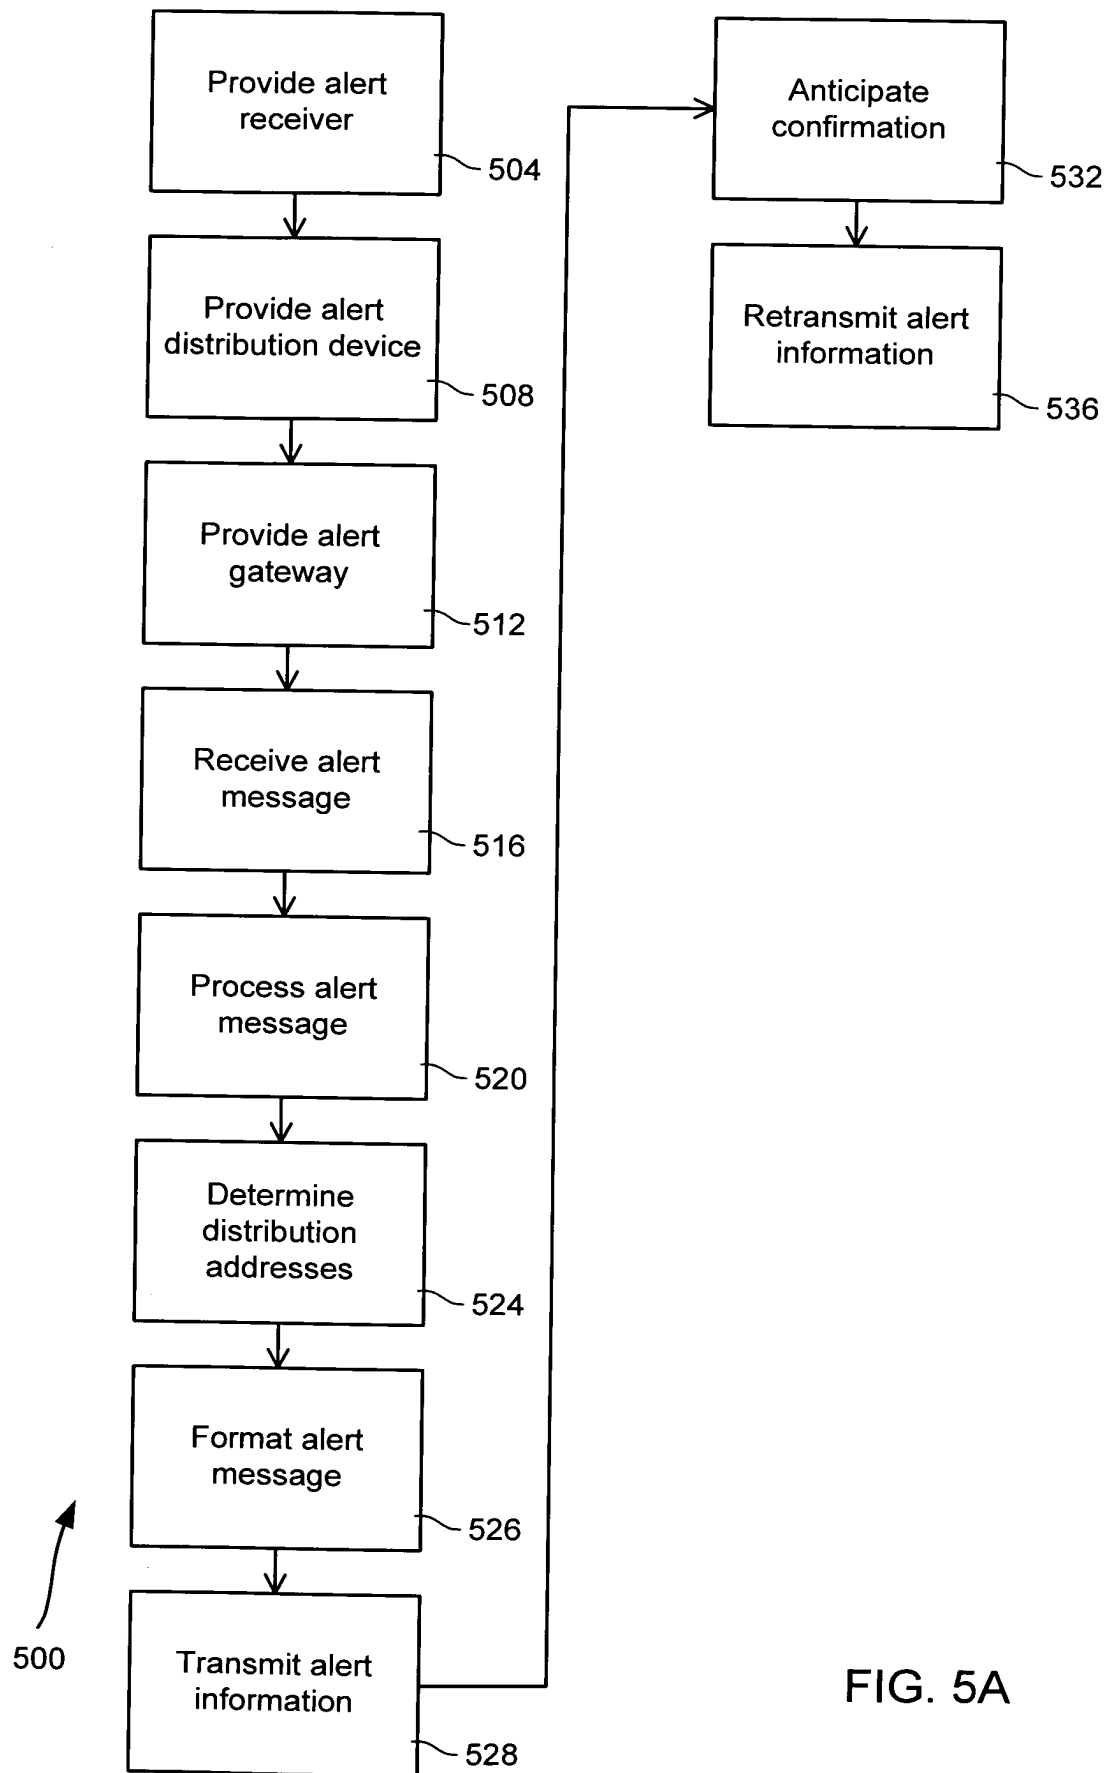 Provide alert
receiver
504
Provide alert
distribution device
508
Provide alert
gateway
512
Receive alert
message
516
Process alert
message
520
Determine
distribution
addresses
524
Format alert
message
526
Transmit alert
information
528
500
Anticipate
confirmation
532
Retransmit alert
information
536
FIG. 5A